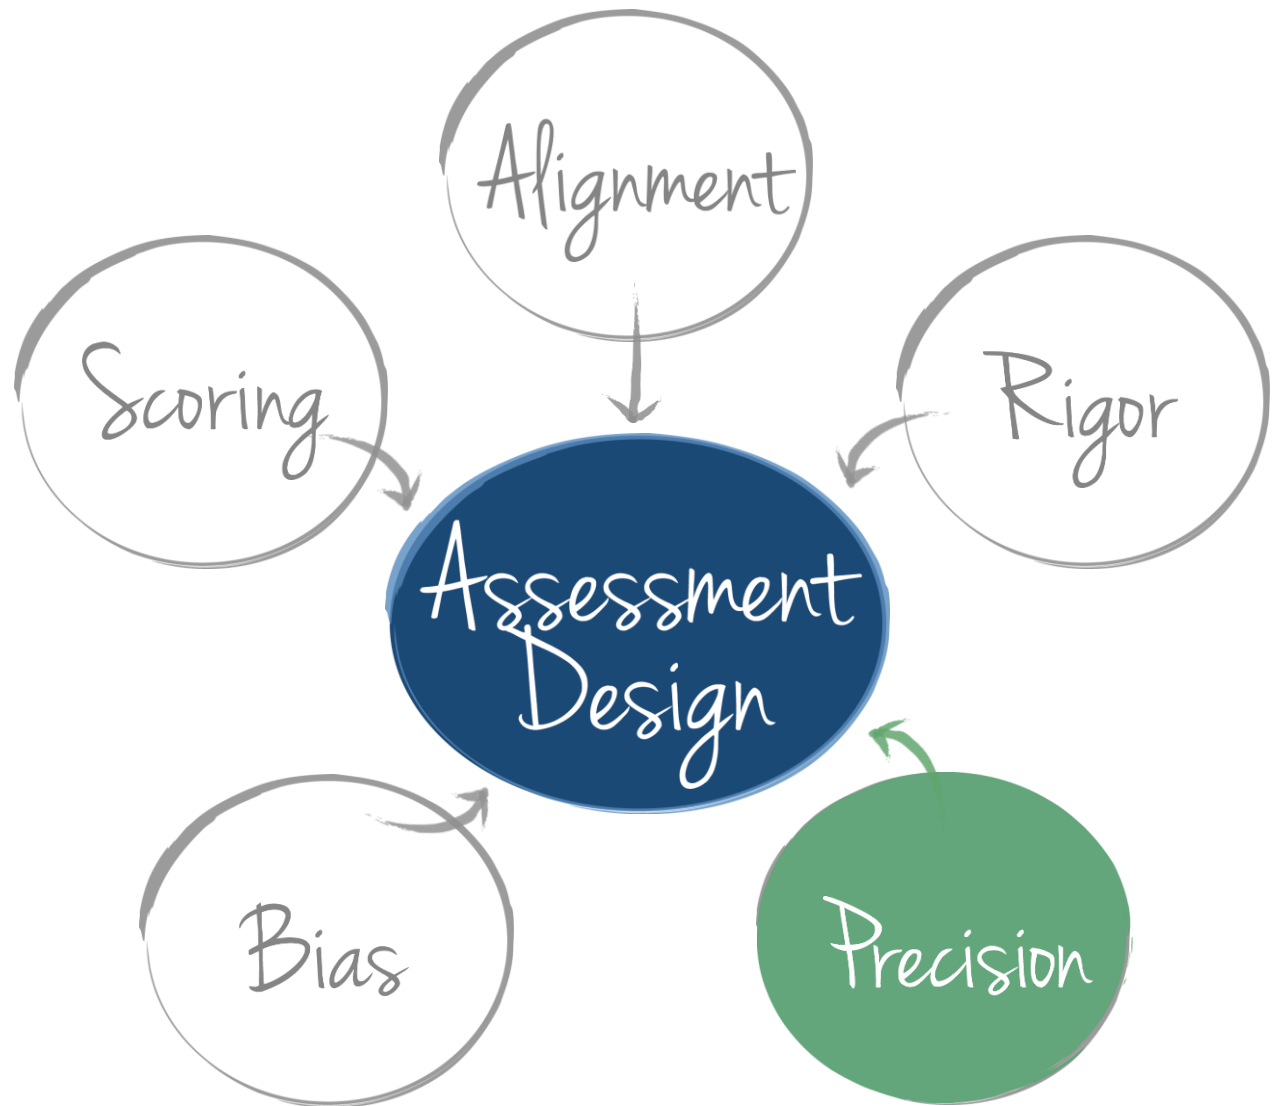 Alignment
Scoring
Rigor
Assessment
Design
Bias
Precision